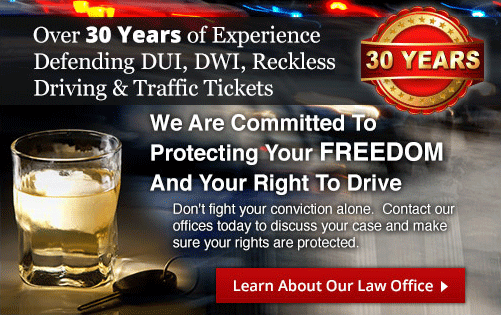 Over 30 Years of Experience
Defending DUI, DWI, Reckless
Driving & Traffic Tickets
30 YEARS
We Are Committed To
Protecting Your FREEDOM
And Your Right To Drive
Don't fight your conviction alone. Contact our
offices today to discuss your case and make
sure your rights are protected.
Learn About Our Law Office